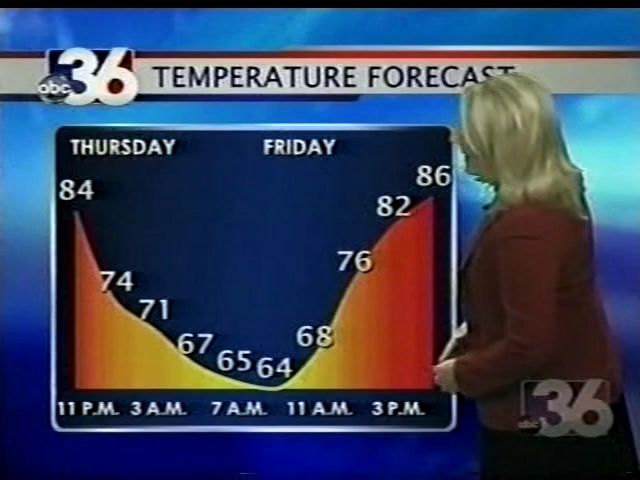 abc 36 TEMPERATURE FORECAST
THURSDAY FRIDAY
84 74 71 67 65 64 68 76 82 86
11 P.M. 3 A.M. 7 A.M. 11 A.M. 3 P.M.
abc 36